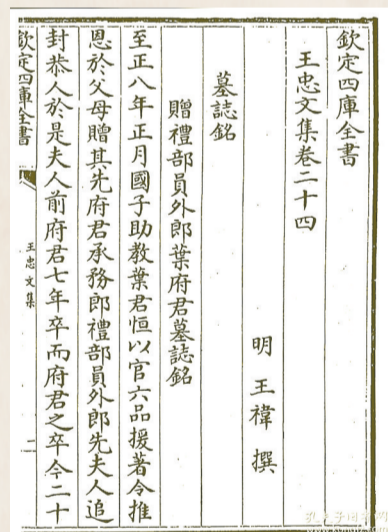 欽定四庫全書
王忠文集卷二十四
明 王褘 撰
墓誌銘
贈禮部員外郎葉府君墓誌銘
至正八年正月國子助教葉君恒以官六品援著令推
恩於父母贈其先府君承務郎禮部員外郎先夫人追
封恭人於是夫人前府君七年卒而府君之卒今二十
欽定四庫全書
王忠文集
一